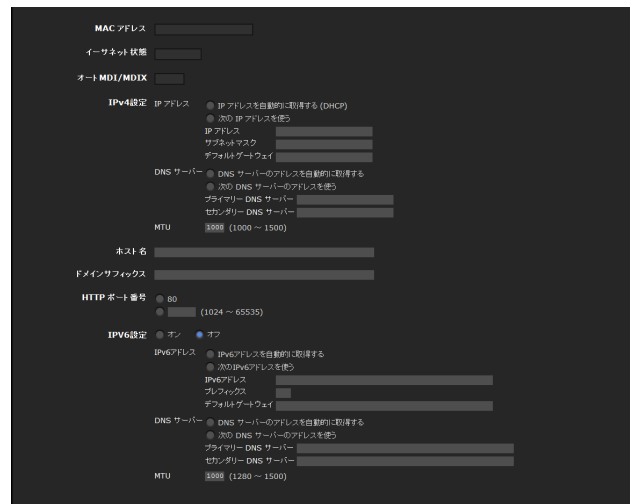 MAC アドレス
イーサネット状態
オートMDI/MDIX
IPv4設定 IP アドレス IP アドレスを自動的に取得する (DHCP)
次の IP アドレスを使う
IP アドレス
サブネットマスク
デフォルトゲートウェイ
DNS サーバー DNS サーバーのアドレスを自動的に取得する
次の DNS サーバーのアドレスを使う
プライマリー DNS サーバー
セカンダリー DNS サーバー
MTU 1000 (1000 ~ 1500)
ホスト名
ドメインサフィックス
HTTP ポート番号 80
(1024 ~ 65535)
IPV6設定 オン オフ
IPv6アドレス IPv6アドレスを自動的に取得する
次のIPv6アドレスを使う
IPv6アドレス
プレフィックス
デフォルトゲートウェイ
DNS サーバー DNS サーバーのアドレスを自動的に取得する
次の DNS サーバーのアドレスを使う
プライマリー DNS サーバー
セカンダリー DNS サーバー
MTU 1000 (1280 ~ 1500)